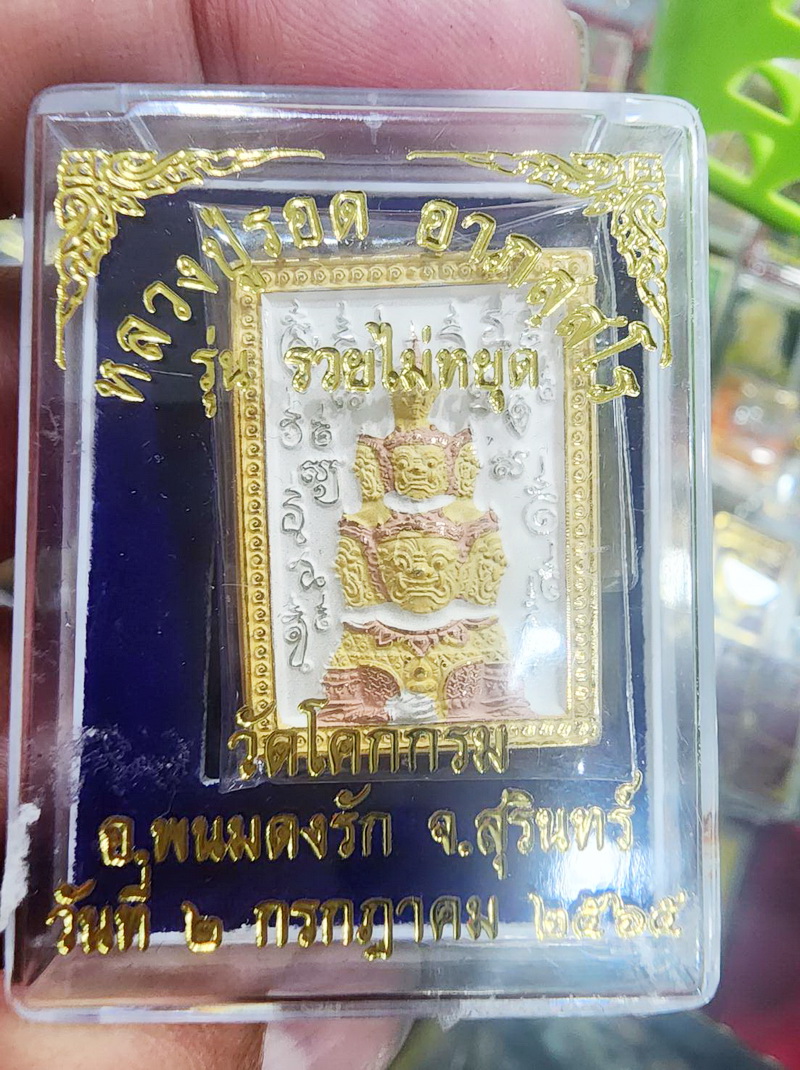 หลวงปู่รอด อาภสฺสโร
รุ่น รวยไม่หยุด
วัดโคกกรม
อ.พนมดงรัก จ.สุรินทร์
วันที่ ๒ กรกฎาคม ๒๕๖๕